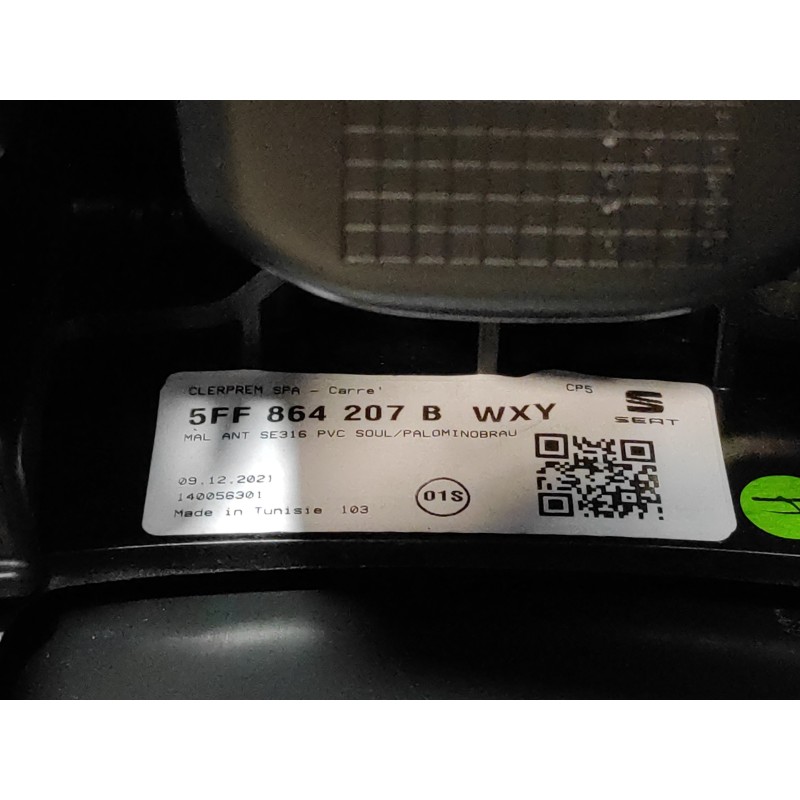 CLERPREM SPA - Carre'
CP5
5FF 864 207 B WXY
SEAT
MAL ANT SE316 PVC SOUL/PALOMINOBRAU
09.12.2021
140056301
01S
Made in Tunisie 103